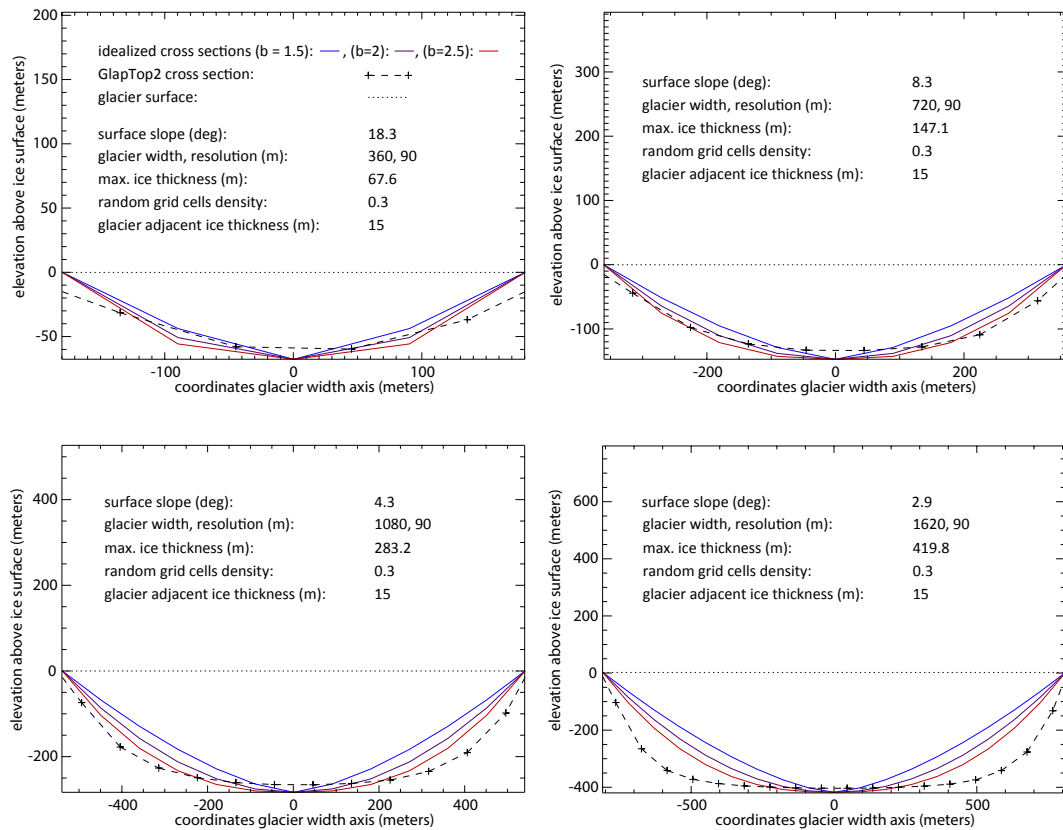 200
150
100
50
0
-50
elevation above ice surface (meters)
idealized cross sections (b = 1.5): , (b=2): , (b=2.5):
GlapTop2 cross section:
glacier surface:
surface slope (deg): 18.3
glacier width, resolution (m): 360, 90
max. ice thickness (m): 67.6
random grid cells density: 0.3
glacier adjacent ice thickness (m): 15
-100 0 100
coordinates glacier width axis (meters)
300
200
100
0
-100
elevation above ice surface (meters)
surface slope (deg): 8.3
glacier width, resolution (m): 720, 90
max. ice thickness (m): 147.1
random grid cells density: 0.3
glacier adjacent ice thickness (m): 15
-200 0 200
coordinates glacier width axis (meters)
400
200
0
-200
elevation above ice surface (meters)
surface slope (deg): 4.3
glacier width, resolution (m): 1080, 90
max. ice thickness (m): 283.2
random grid cells density: 0.3
glacier adjacent ice thickness (m): 15
-400 -200 0 200 400
coordinates glacier width axis (meters)
600
400
200
0
-200
-400
elevation above ice surface (meters)
surface slope (deg): 2.9
glacier width, resolution (m): 1620, 90
max. ice thickness (m): 419.8
random grid cells density: 0.3
glacier adjacent ice thickness (m): 15
-500 0 500
coordinates glacier width axis (meters)